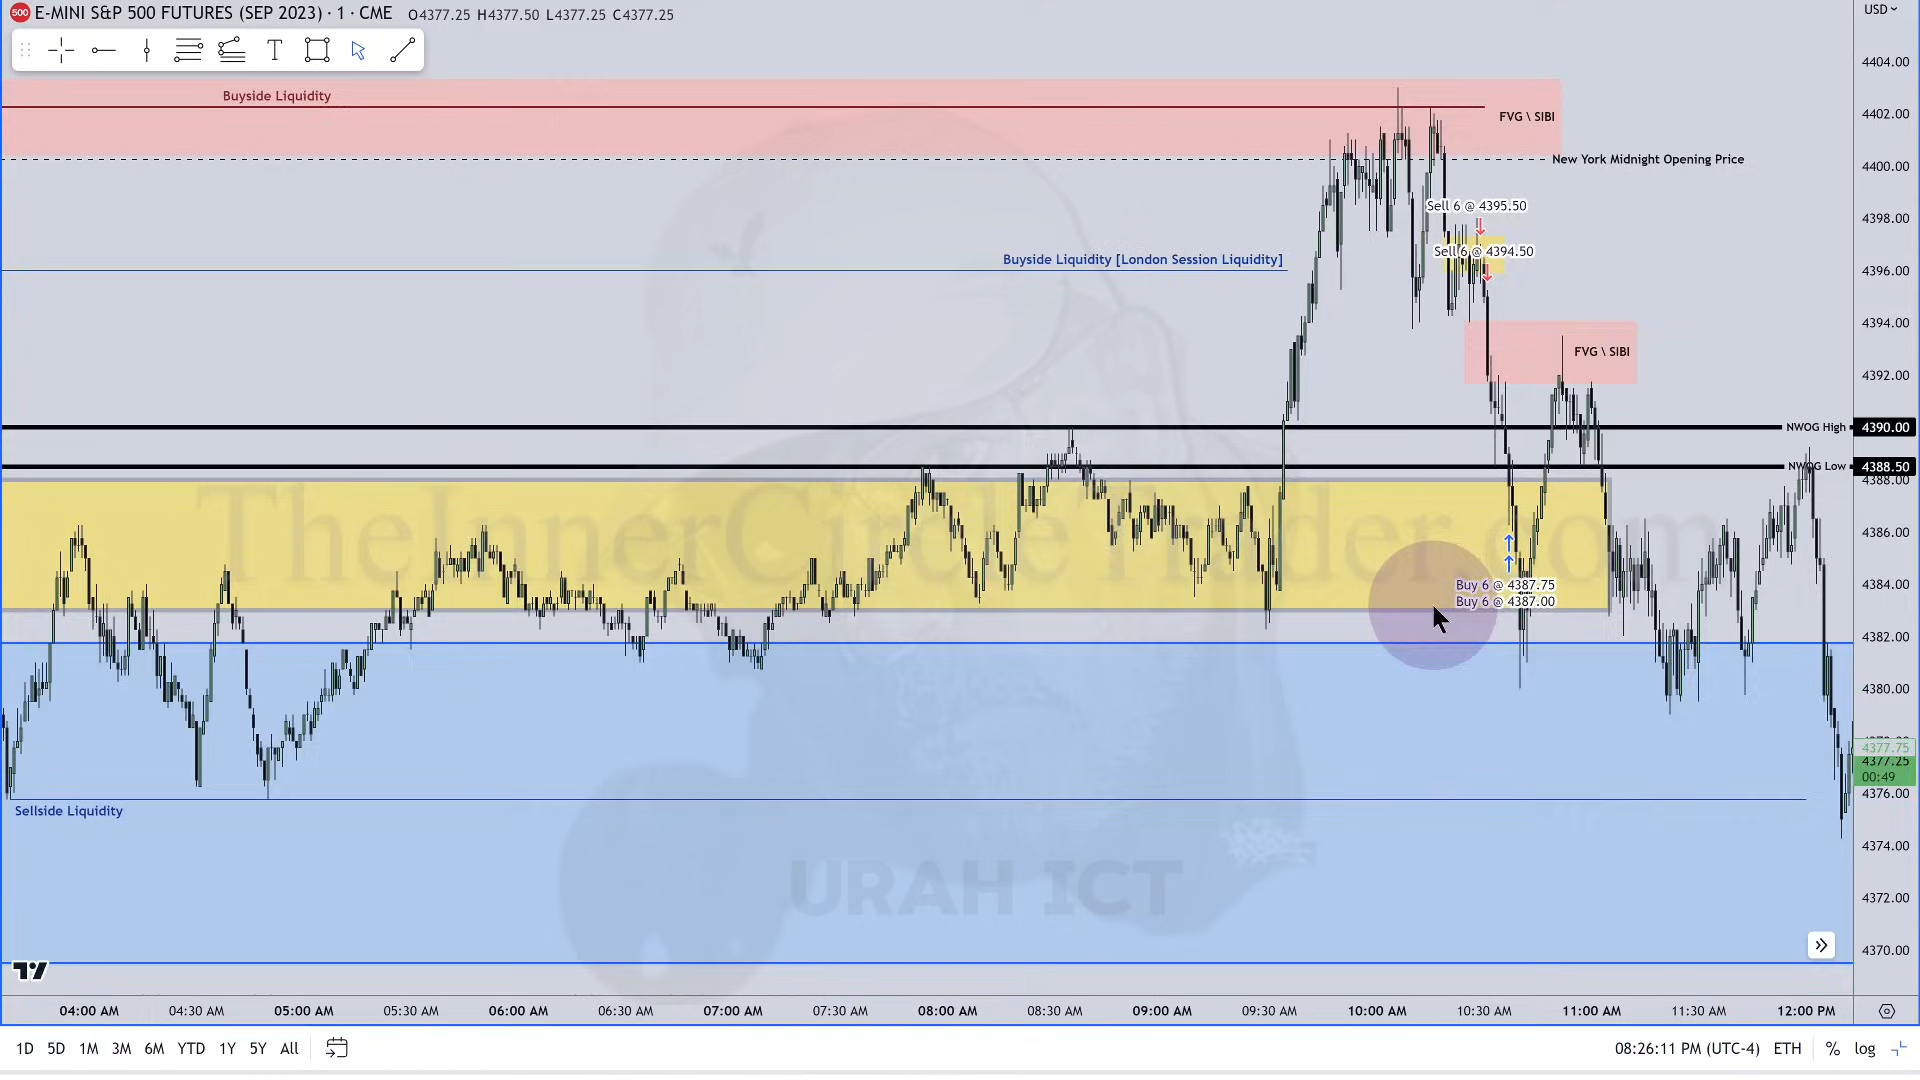 500 E-MINI S&P 500 FUTURES (SEP 2023) · 1 · CME O4377.25 H4377.50 L4377.25 C4377.25
USD
4404.00
Buyside Liquidity
FVG \ SIBI
4402.00
New York Midnight Opening Price
4400.00
Sell 6 @ 4395.50
4398.00
Sell 6 @ 4394.50
Buyside Liquidity [London Session Liquidity]
4396.00
4394.00
FVG \ SIBI
4392.00
NWOG High 4390.00
NWOG Low 4388.50
4388.00
TheInnerCircleTrader.com
4386.00
Buy 6 @ 4387.75
4384.00
Buy 6 @ 4387.00
4382.00
4380.00
4377.75
4377.25
00:49
4376.00
Sellside Liquidity
4374.00
URAH ICT
4372.00
4370.00
04:00 AM 04:30 AM 05:00 AM 05:30 AM 06:00 AM 06:30 AM 07:00 AM 07:30 AM 08:00 AM 08:30 AM 09:00 AM 09:30 AM 10:00 AM 10:30 AM 11:00 AM 11:30 AM 12:00 PM
1D 5D 1M 3M 6M YTD 1Y 5Y All 08:26:11 PM (UTC-4) ETH % log